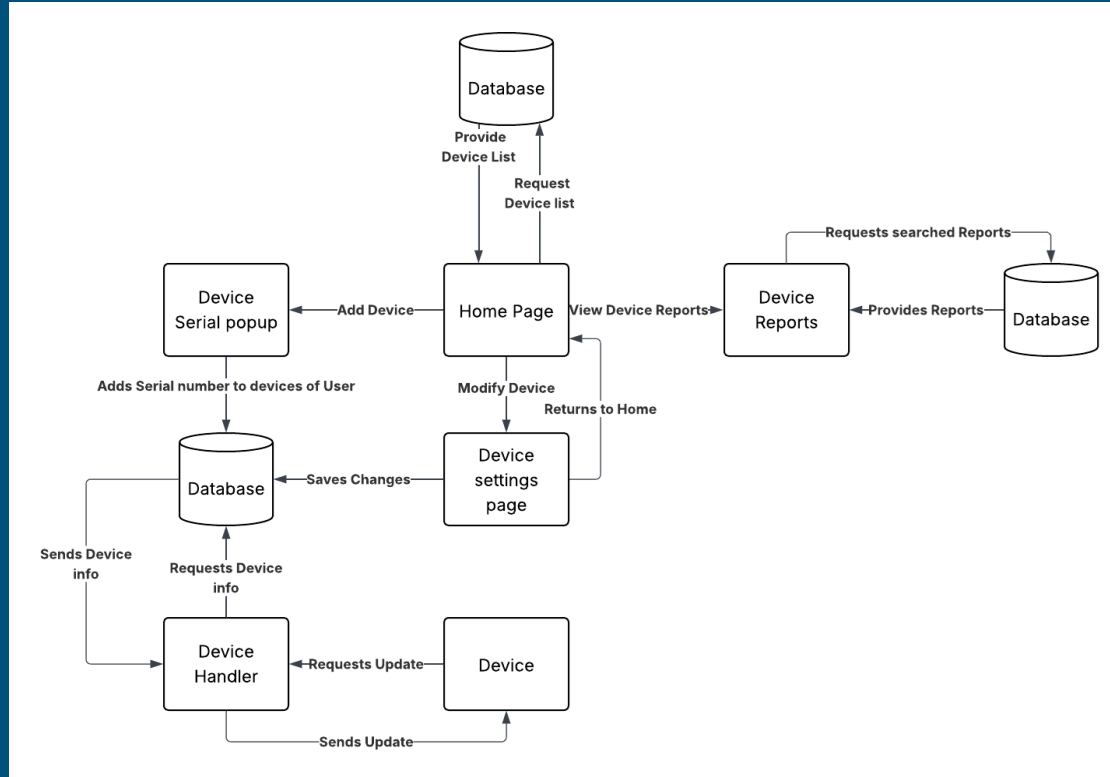 Database
Provide
Device List
Request
Device list
Requests searched Reports
Device
Serial popup
Add Device
Home Page
View Device Reports
Device
Reports
Provides Reports
Database
Adds Serial number to devices of User
Modify Device
Returns to Home
Database
Saves Changes
Device
settings
page
Sends Device
info
Requests Device
info
Device
Handler
Requests Update
Device
Sends Update